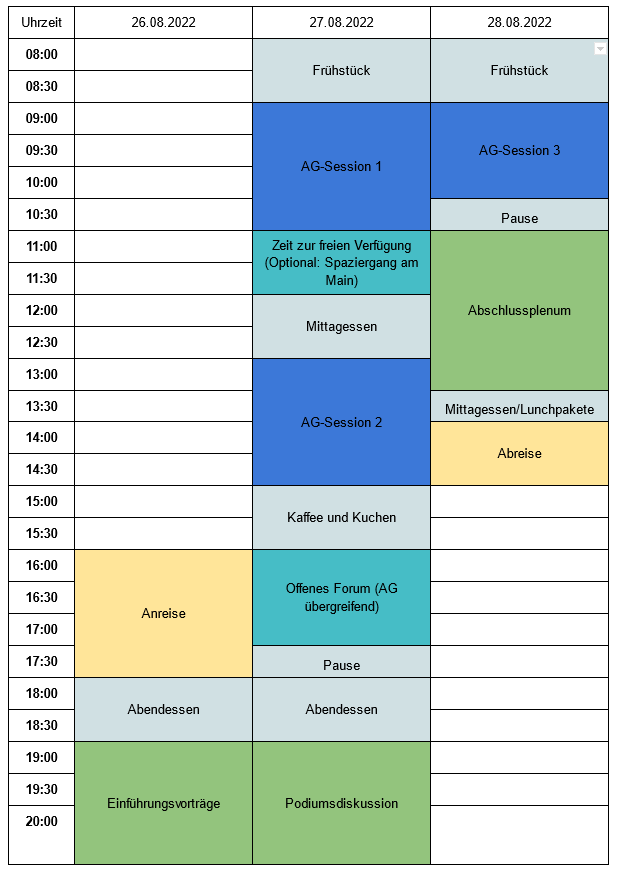 Uhrzeit 26.08.2022 27.08.2022 28.08.2022
08:00
Frühstück Frühstück
08:30
09:00
09:30 AG-Session 3
AG-Session 1
10:00
10:30 Pause
11:00 Zeit zur freien Verfügung
(Optional: Spaziergang am
11:30 Main)
12:00 Abschlussplenum
Mittagessen
12:30
13:00
13:30 Mittagessen/Lunchpakete
AG-Session 2
14:00
Abreise
14:30
15:00
Kaffee und Kuchen
15:30
16:00
Offenes Forum (AG
16:30 übergreifend)
Anreise
17:00
17:30 Pause
18:00
Abendessen Abendessen
18:30
19:00
19:30
Einführungsvorträge Podiumsdiskussion
20:00